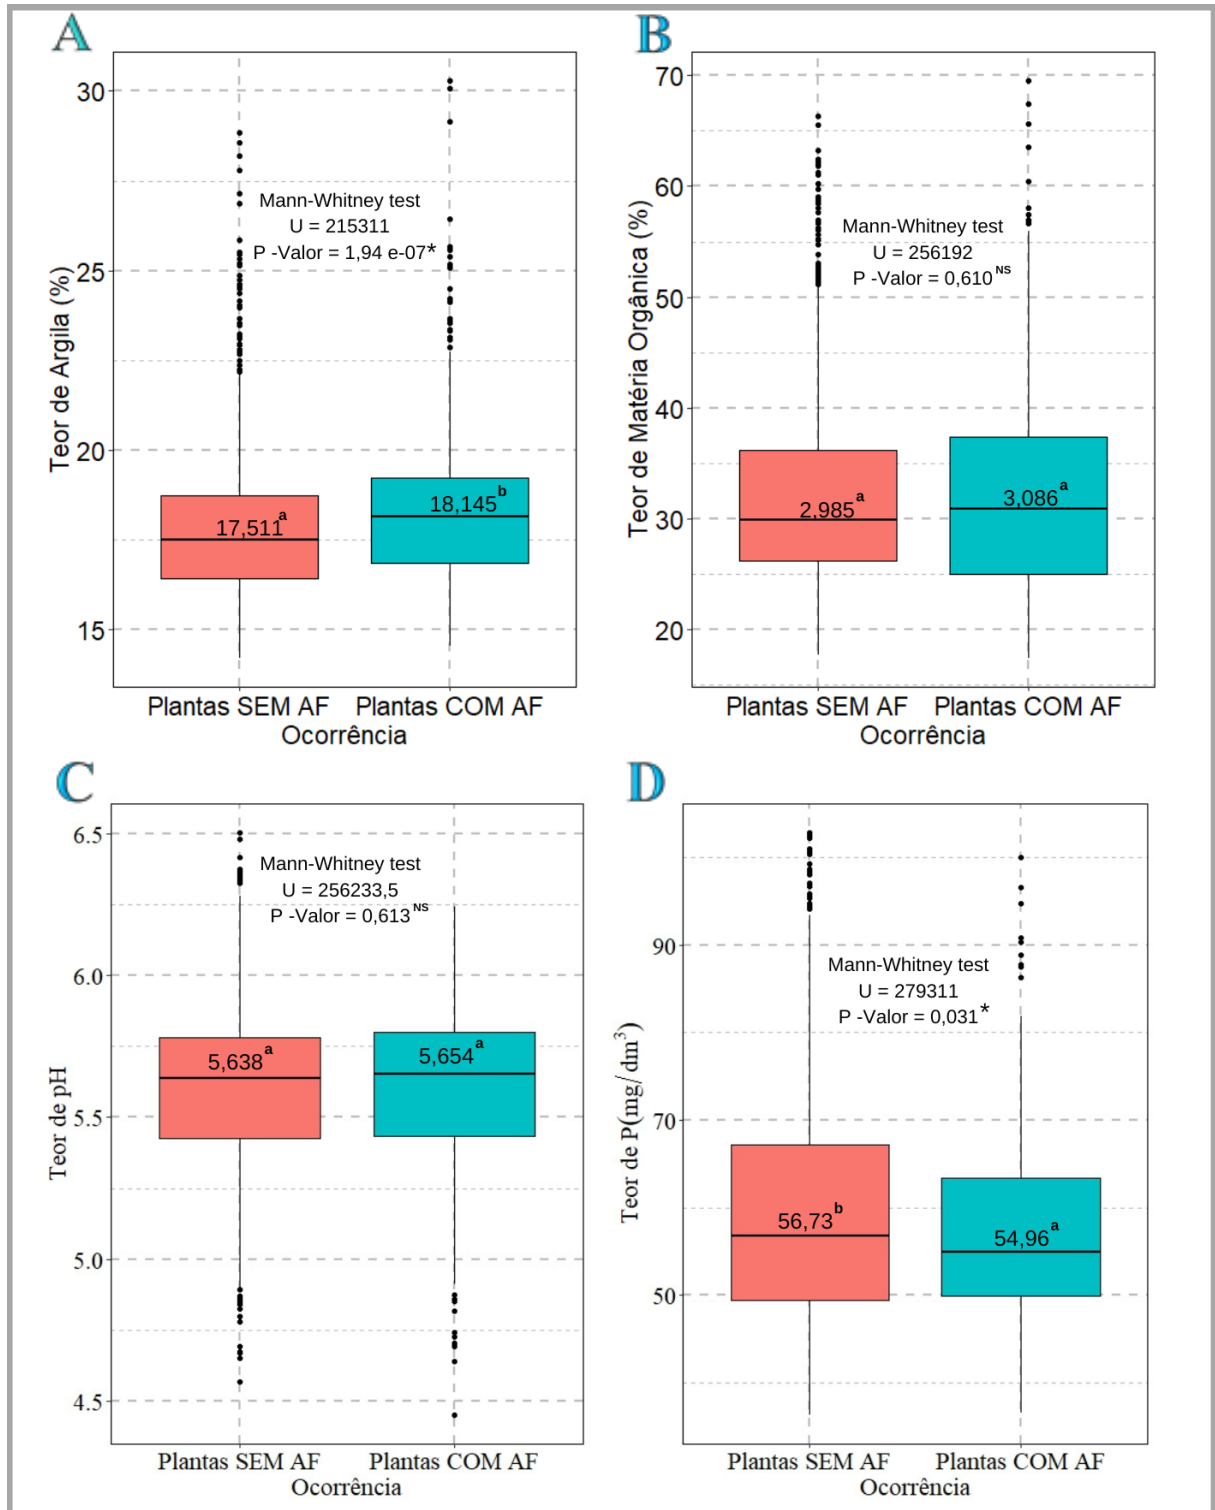 A
Teor de Argila (%)
30
25
20
15
Mann-Whitney test
U = 215311
P -Valor = 1,94 e-07*
17,511a
18,145b
Plantas SEM AF
Plantas COM AF
Ocorrência
B
Teor de Matéria Orgânica (%)
70
60
50
40
30
20
Mann-Whitney test
U = 256192
P -Valor = 0,610NS
2,985a
3,086a
Plantas SEM AF
Plantas COM AF
Ocorrência
C
Teor de pH
6.5
6.0
5.5
5.0
4.5
Mann-Whitney test
U = 256233,5
P -Valor = 0,613NS
5,638a
5,654a
Plantas SEM AF
Plantas COM AF
Ocorrência
D
Teor de P(mg/dm3)
90
70
50
Mann-Whitney test
U = 279311
P -Valor = 0,031*
56,73b
54,96a
Plantas SEM AF
Plantas COM AF
Ocorrência